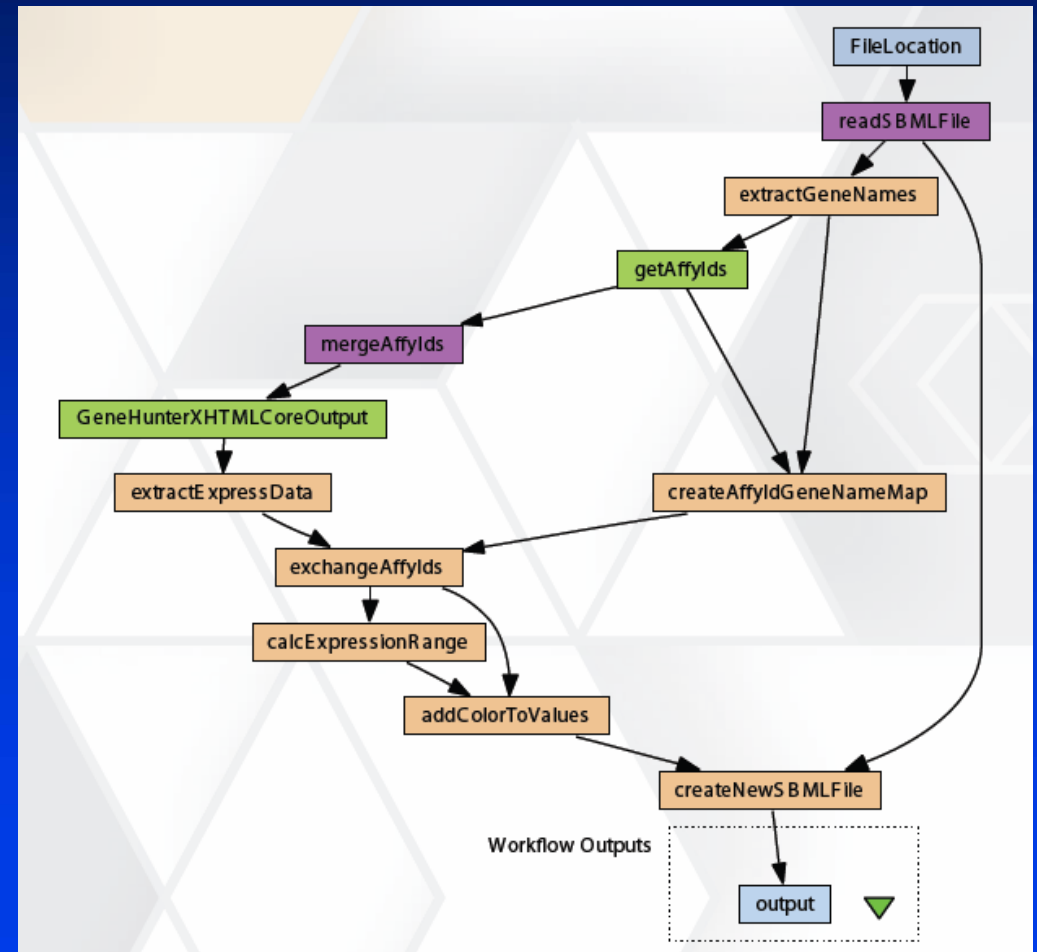 FileLocation
readSBMLFile
extractGeneNames
getAffyIds
mergeAffyIds
GeneHunterXHTMLCoreOutput
extractExpressData
createAffyIdGeneNameMap
exchangeAffyIds
calcExpressionRange
addColorToValues
createNewSBMLFile
Workflow Outputs
output